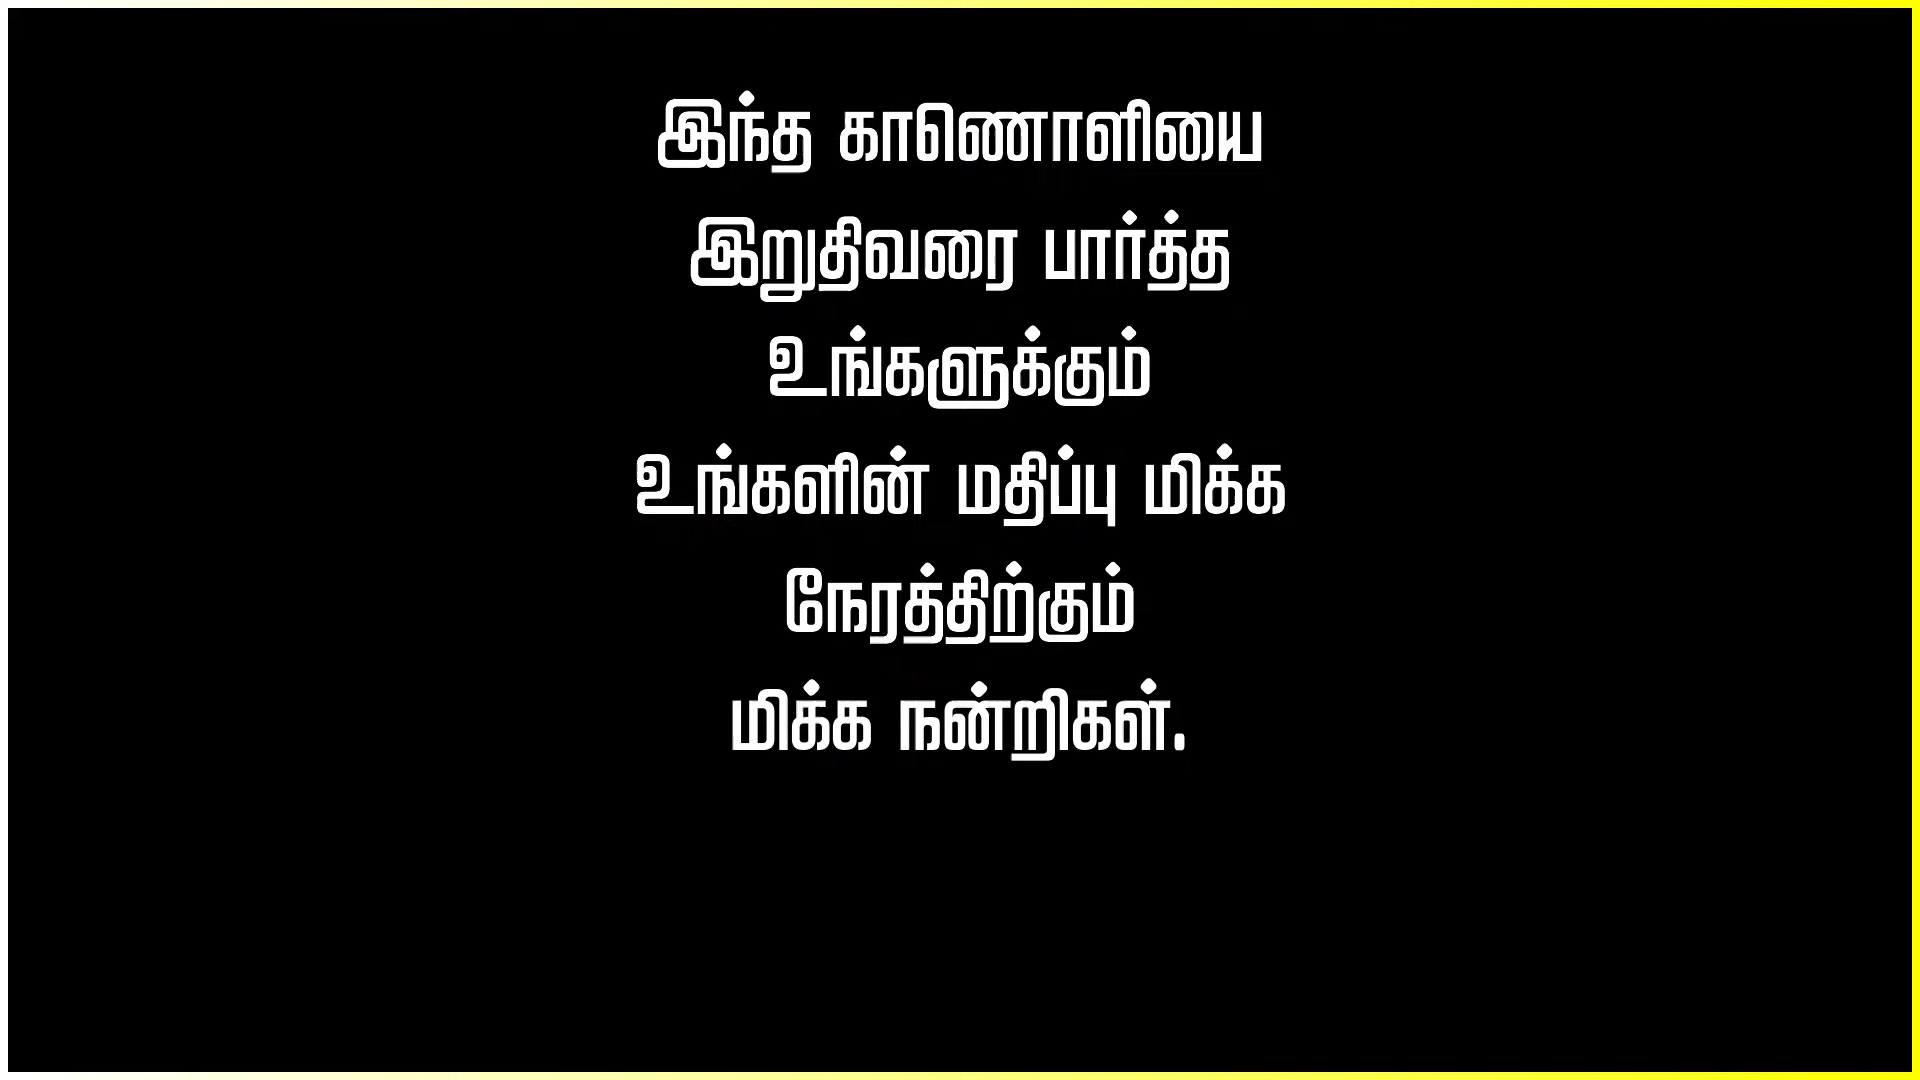 இந்த காணொளியை
இறுதிவரை பார்த்த
உங்களுக்கும்
உங்களின் மதிப்பு மிக்க
நேரத்திற்கும்
மிக்க நன்றிகள்.